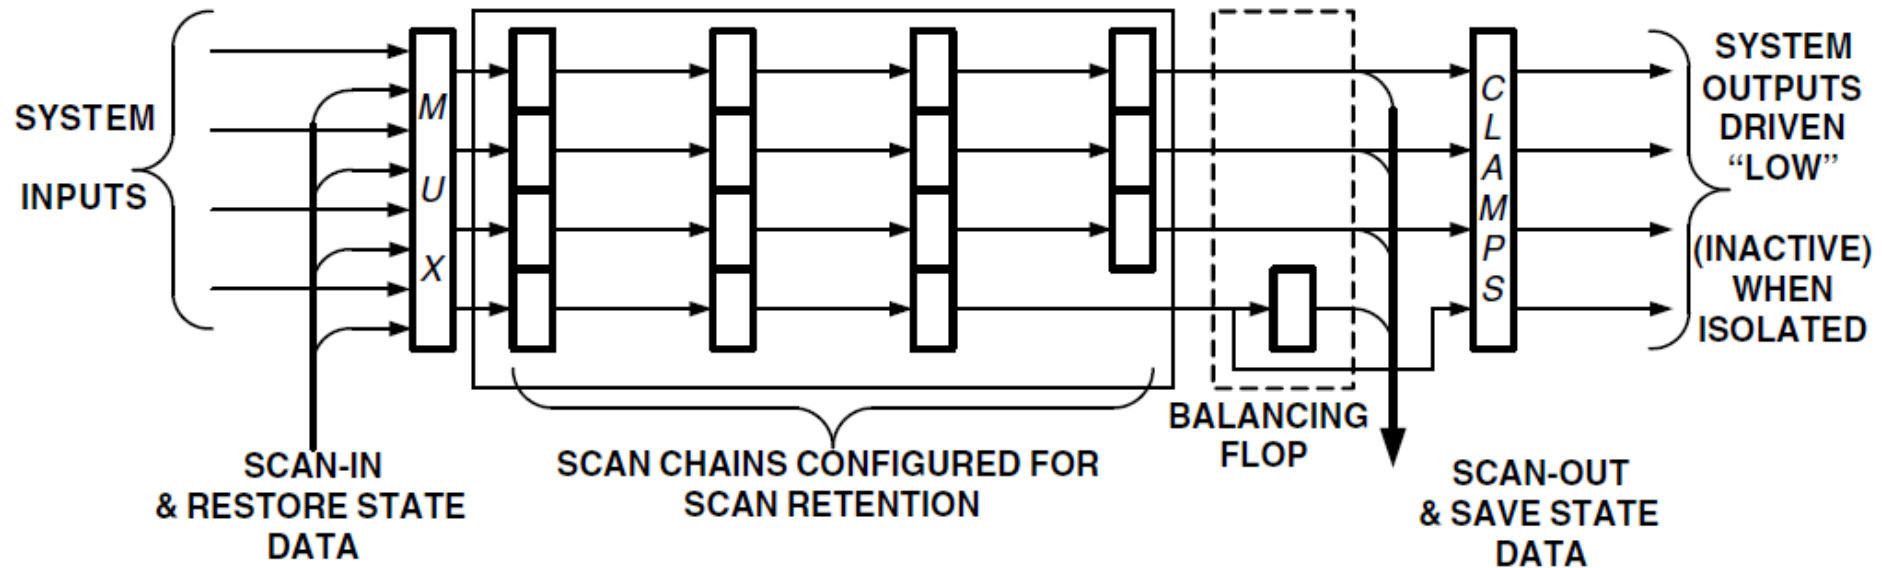 SYSTEM
INPUTS
M
U
X
SCAN-IN
& RESTORE STATE
DATA
SCAN CHAINS CONFIGURED FOR
SCAN RETENTION
BALANCING
FLOP
SCAN-OUT
& SAVE STATE
DATA
C
L
A
M
P
S
SYSTEM
OUTPUTS
DRIVEN
“LOW”
(INACTIVE)
WHEN
ISOLATED